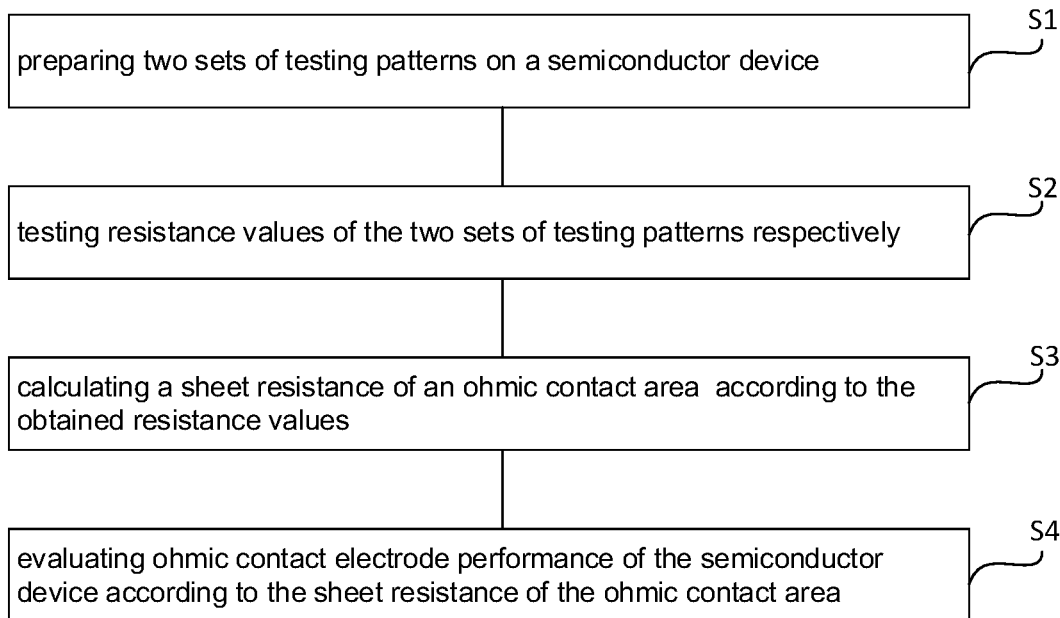 S1
preparing two sets of testing patterns on a semiconductor device
S2
testing resistance values of the two sets of testing patterns respectively
S3
calculating a sheet resistance of an ohmic contact area according to the
obtained resistance values
S4
evaluating ohmic contact electrode performance of the semiconductor
device according to the sheet resistance of the ohmic contact area